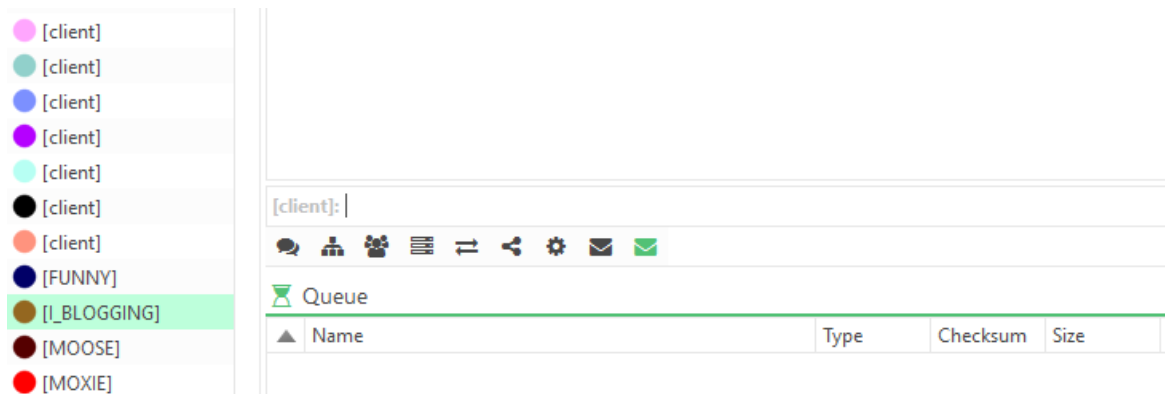 [client]
[client]
[client]
[client]
[client]
[client]
[client]
[FUNNY]
[I_BLOGGING]
[MOOSE]
[MOXIE]
[client]:
Queue
Name Type Checksum Size